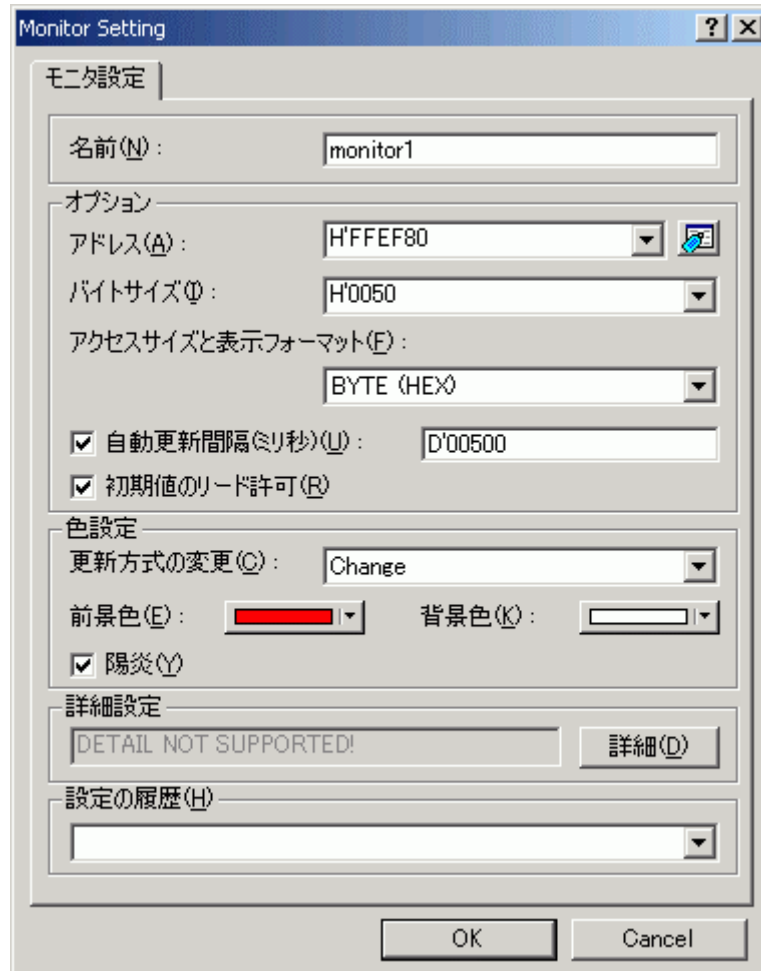 Monitor Setting
モニタ設定
名前(N) : monitor1
オプション
アドレス(A) : H'FFEF80
バイトサイズ(I) : H'0050
アクセスサイズと表示フォーマット(F) :
BYTE (HEX)
自動更新間隔(ミリ秒)(U) : D'00500
初期値のリード許可(R)
色設定
更新方式の変更(C) : Change
前景色(E) : 背景色(K) :
陽炎(Y)
詳細設定
DETAIL NOT SUPPORTED! 詳細(D)
設定の履歴(H)
OK Cancel